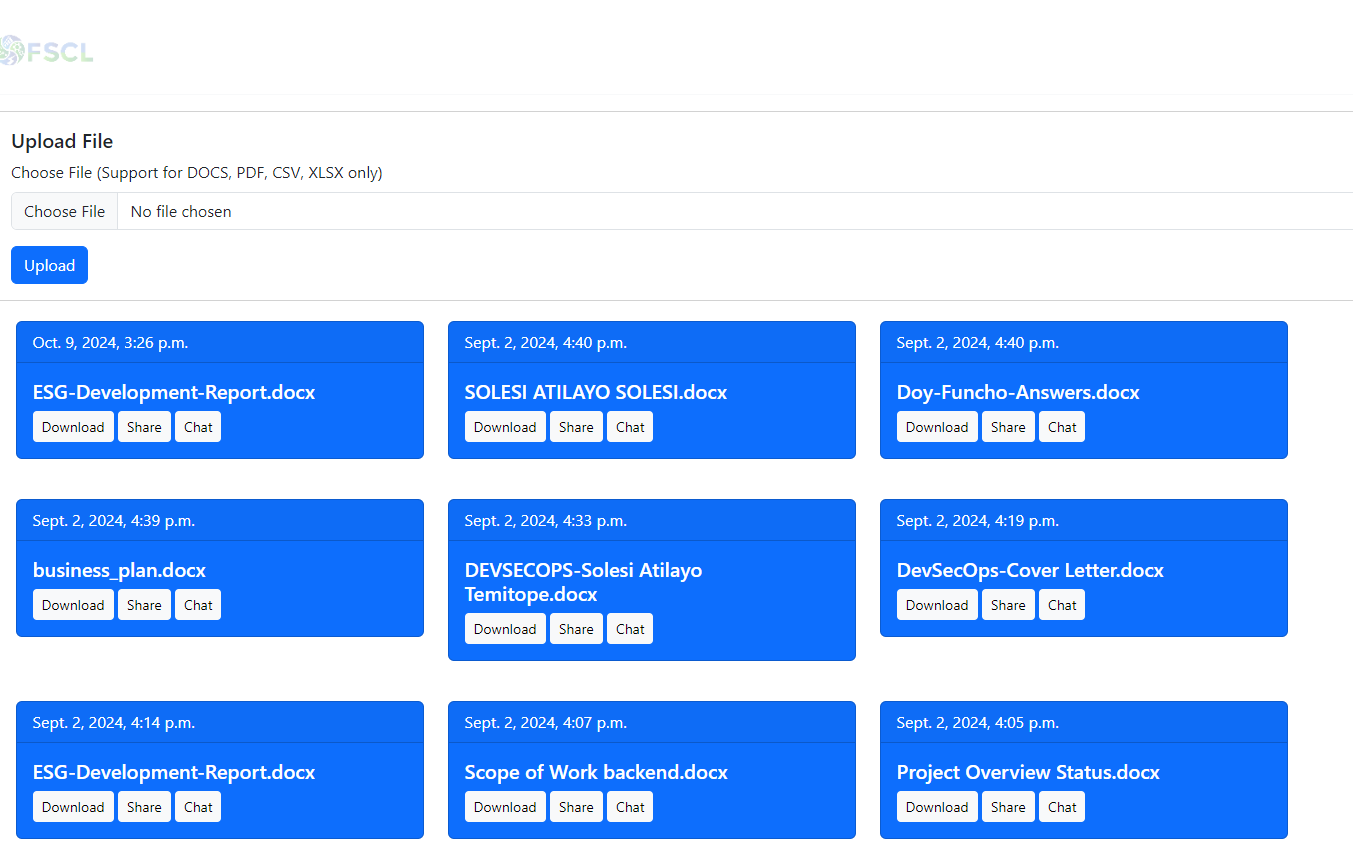 FSCL
Upload File
Choose File (Support for DOCS, PDF, CSV, XLSX only)
Choose File No file chosen
Upload
Oct. 9, 2024, 3:26 p.m.
ESG-Development-Report.docx
Download Share Chat
Sept. 2, 2024, 4:40 p.m.
SOLESI ATILAYO SOLESI.docx
Download Share Chat
Sept. 2, 2024, 4:40 p.m.
Doy-Funcho-Answers.docx
Download Share Chat
Sept. 2, 2024, 4:39 p.m.
business_plan.docx
Download Share Chat
Sept. 2, 2024, 4:33 p.m.
DEVSECOPS-Solesi Atilayo
Temitope.docx
Download Share Chat
Sept. 2, 2024, 4:19 p.m.
DevSecOps-Cover Letter.docx
Download Share Chat
Sept. 2, 2024, 4:14 p.m.
ESG-Development-Report.docx
Download Share Chat
Sept. 2, 2024, 4:07 p.m.
Scope of Work backend.docx
Download Share Chat
Sept. 2, 2024, 4:05 p.m.
Project Overview Status.docx
Download Share Chat